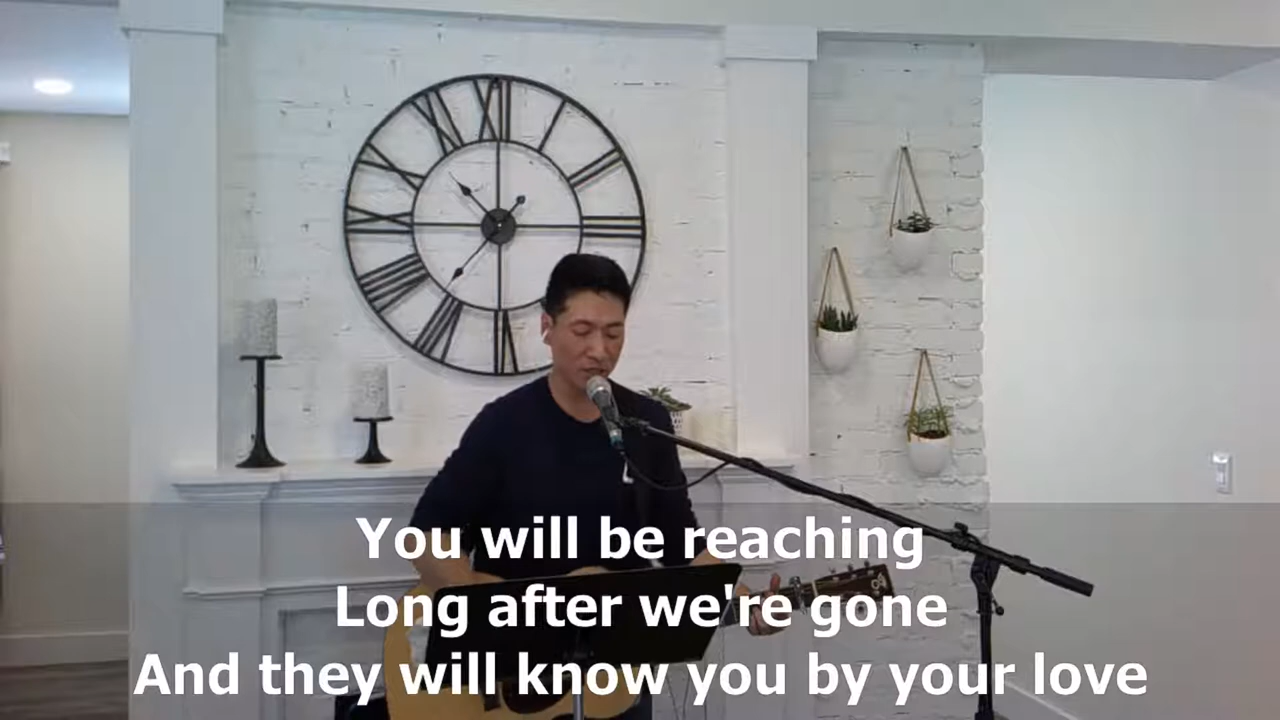 You will be reaching
Long after we're gone
And they will know you by your love